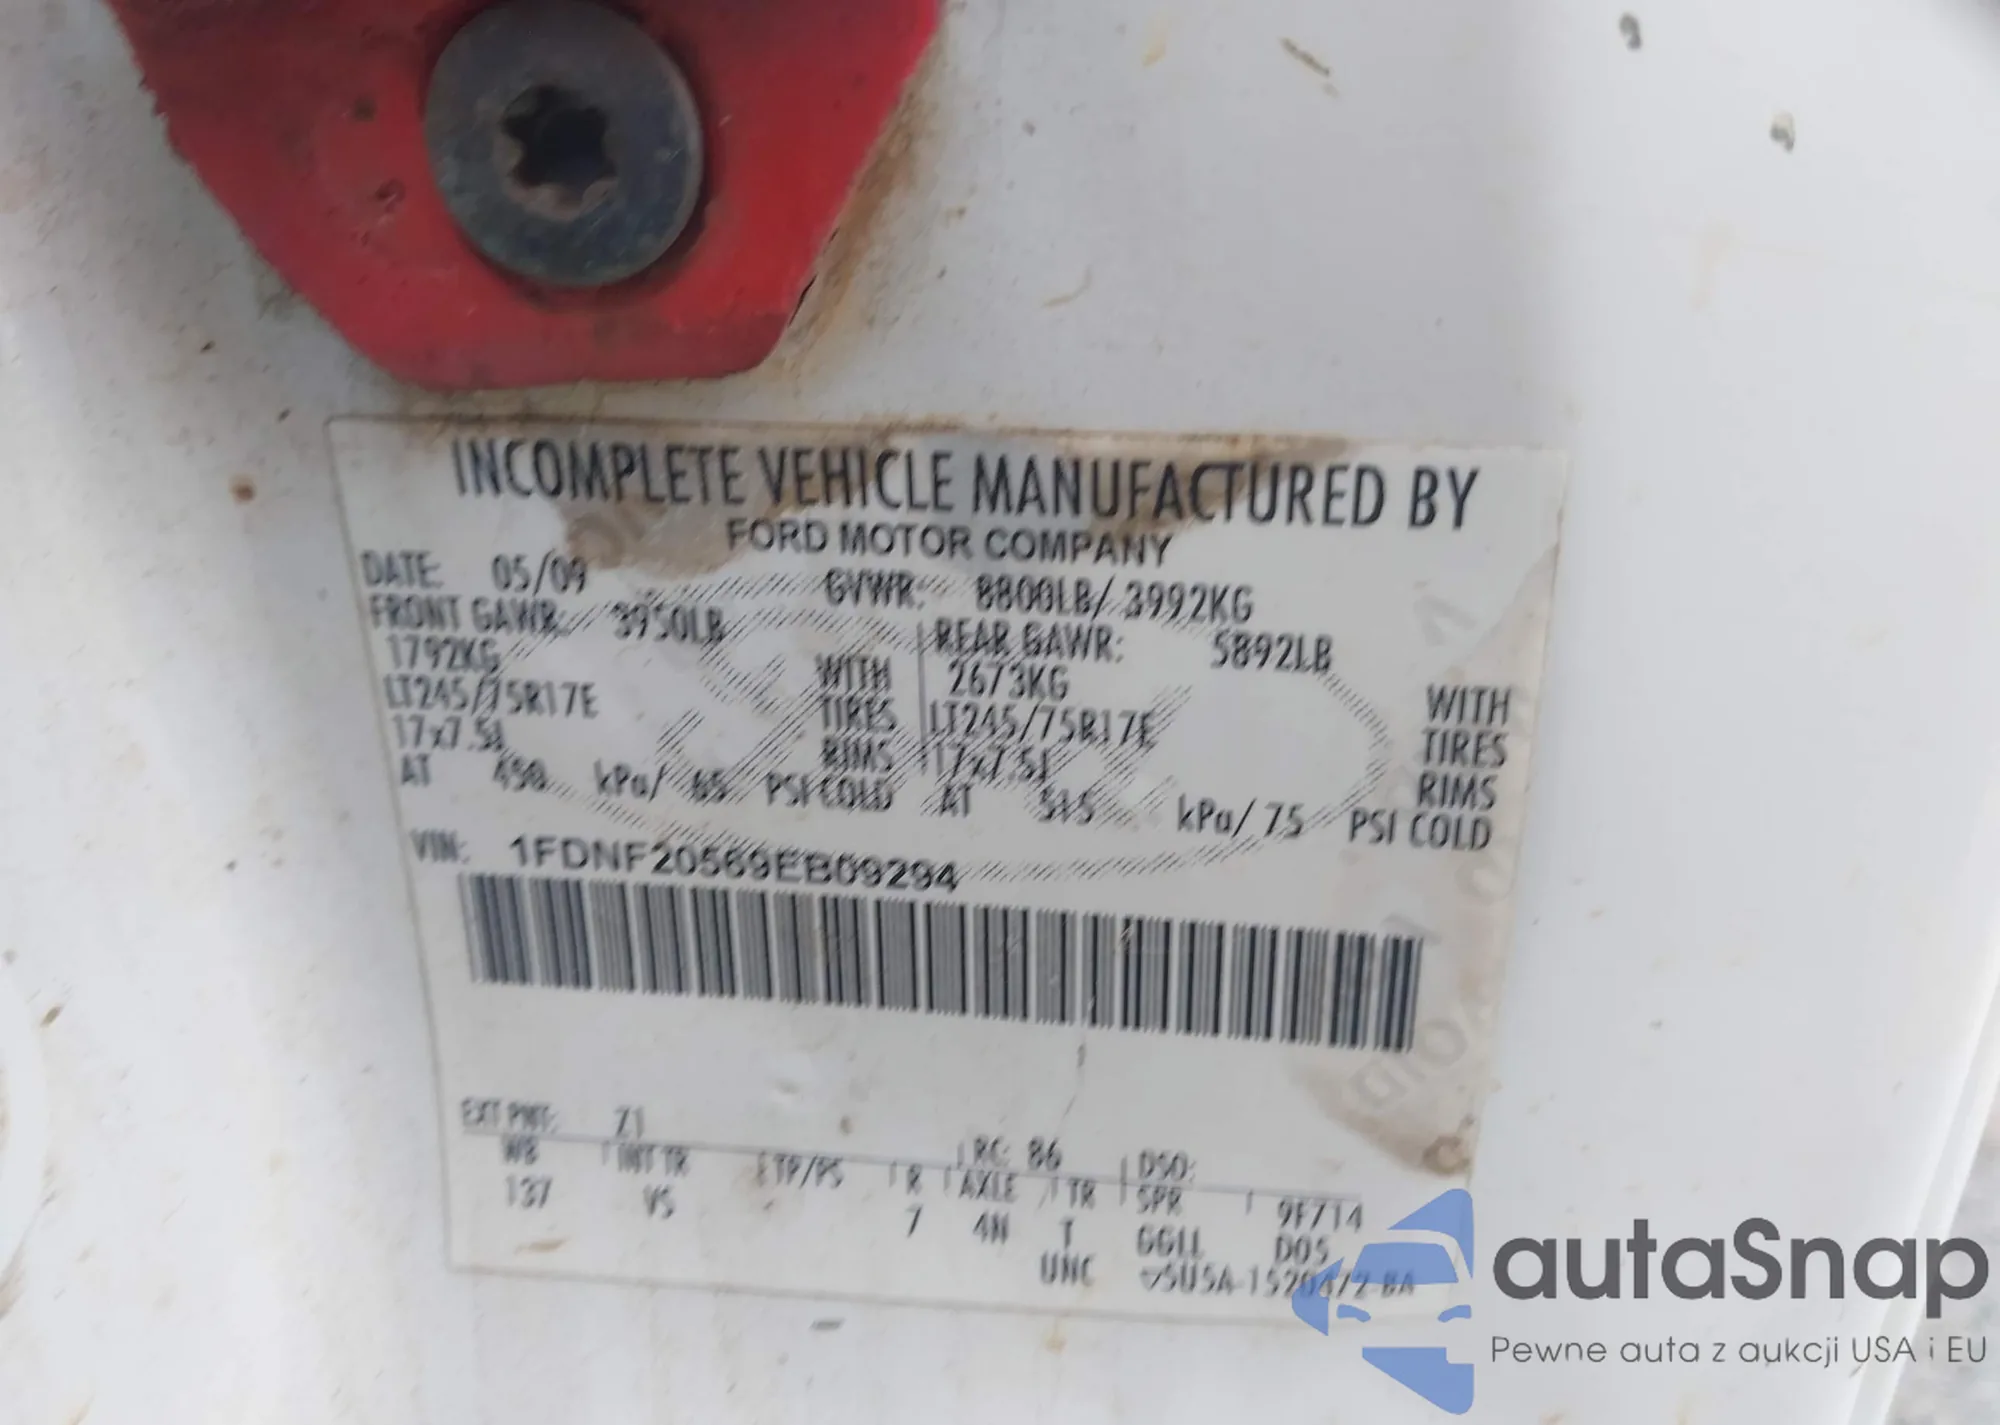 INCOMPLETE VEHICLE MANUFACTURED BY
FORD MOTOR COMPANY
DATE: 05/09 GVWR: 8800LB/ 3992KG
FRONT GAWR: 3950LB REAR GAWR: 5892LB
1792KG WITH 2673KG WITH
LT245/75R17E TIRES LT245/75R17E TIRES
17x7.5J RIMS 17x7.5J RIMS
AT 450 kPa/ 65 PSI COLD AT 515 kPa/ 75 PSI COLD
VIN: 1FDNF20569EB09294
EXT PNT: Z1 RC: 86 DSO:
WB INT TR TP/PS R AXLE TR SPR 9F714
137 VS 7 4N T GGLL DOS
UNC
autaSnap
Pewne auta z aukcji USA i EU